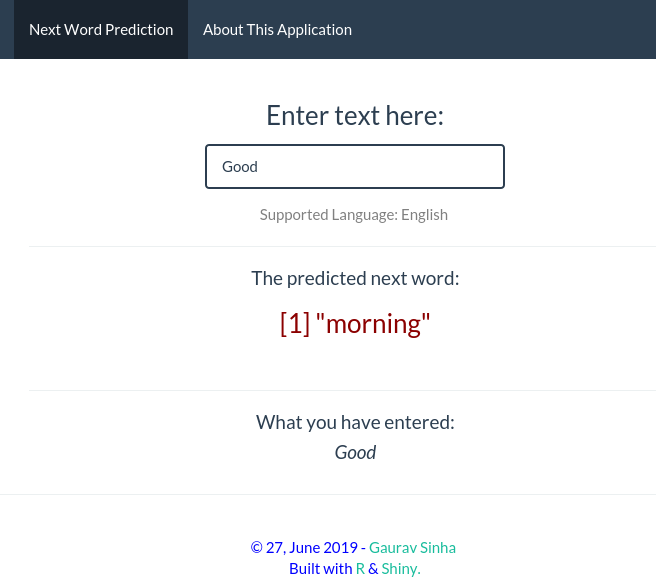 Next Word Prediction About This Application
Enter text here:
Good
Supported Language: English
The predicted next word:
[1] "morning"
What you have entered:
Good
© 27, June 2019 - Gaurav Sinha
Built with R & Shiny.